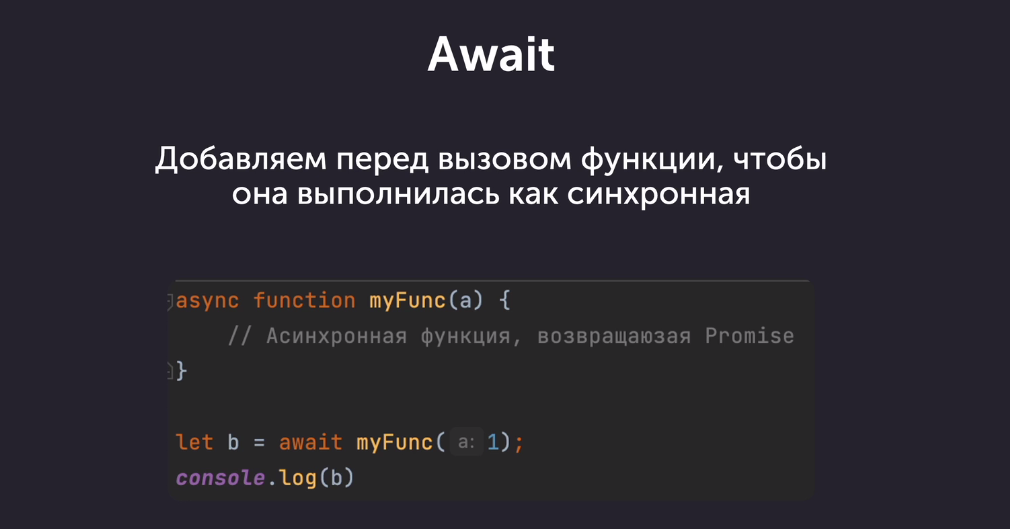 Await
Добавляем перед вызовом функции, чтобы
она выполнилась как синхронная
async function myFunc(a) {
// Асинхронная функция, возвращаюзая Promise
}
let b = await myFunc( a: 1);
console.log(b)